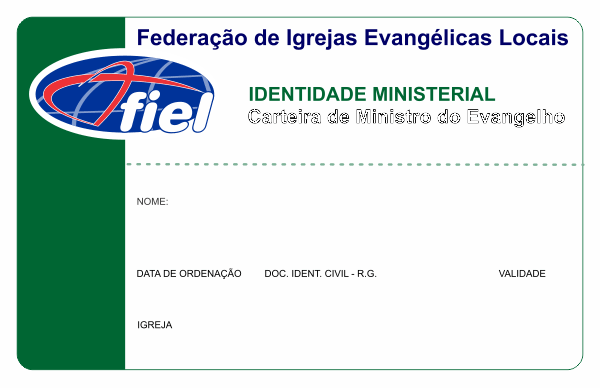 Federação de Igrejas Evangélicas Locais
fiel
IDENTIDADE MINISTERIAL
Carteira de Ministro do Evangelho
NOME:
DATA DE ORDENAÇÃO DOC. IDENT. CIVIL - R.G. VALIDADE
IGREJA